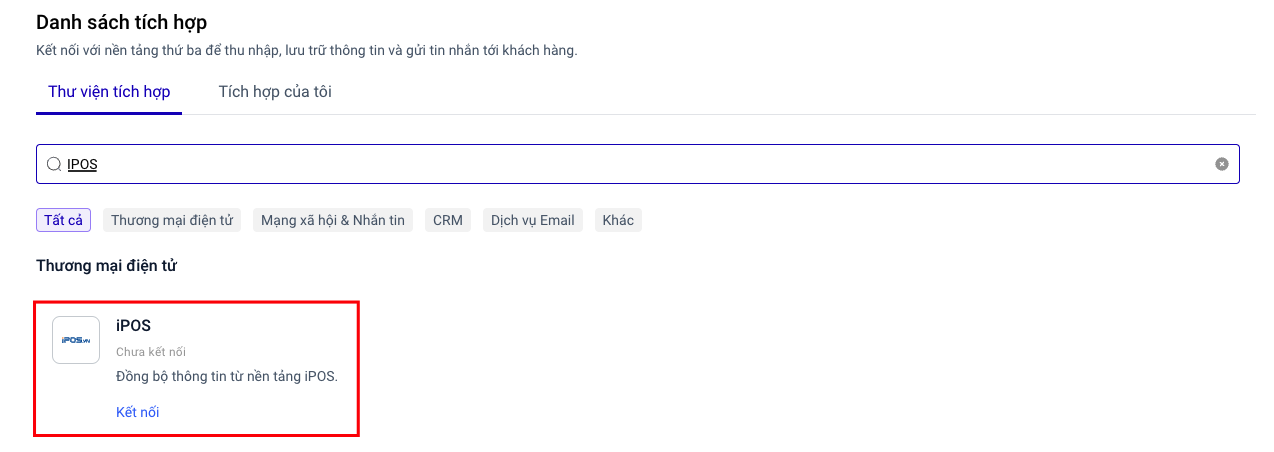 Danh sách tích hợp
Kết nối với nền tảng thứ ba để thu nhập, lưu trữ thông tin và gửi tin nhắn tới khách hàng.
Thư viện tích hợp Tích hợp của tôi
IPOS
Tất cả Thương mại điện tử Mạng xã hội & Nhắn tin CRM Dịch vụ Email Khác
Thương mại điện tử
iPOS.VN
iPOS
Chưa kết nối
Đồng bộ thông tin từ nền tảng iPOS.
Kết nối